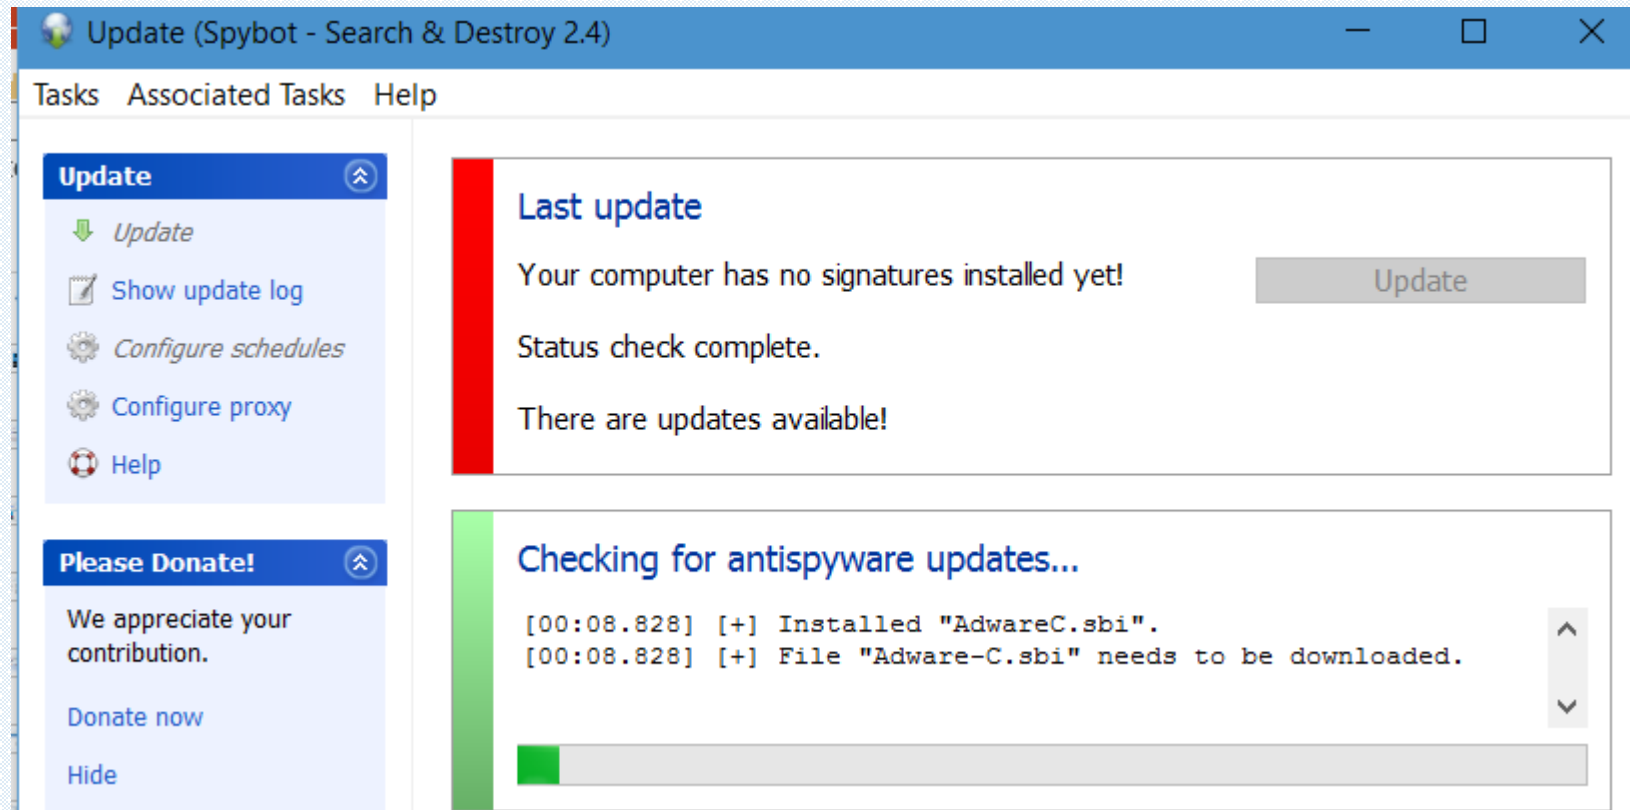 Update (Spybot - Search & Destroy 2.4)
Tasks Associated Tasks Help
Update
Update
Show update log
Configure schedules
Configure proxy
Help
Please Donate!
We appreciate your
contribution.
Donate now
Hide
Last update
Your computer has no signatures installed yet!
Update
Status check complete.
There are updates available!
Checking for antispyware updates...
[00:08.828] [+] Installed "AdwareC.sbi".
[00:08.828] [+] File "Adware-C.sbi" needs to be downloaded.